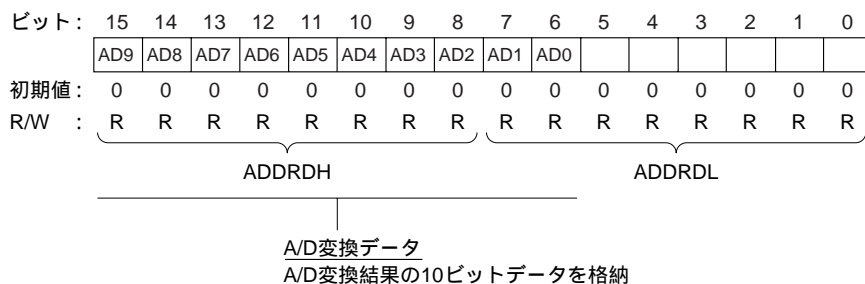 ビット : 15 14 13 12 11 10 9 8 7 6 5 4 3 2 1 0
AD9 AD8 AD7 AD6 AD5 AD4 AD3 AD2 AD1 AD0
初期値 : 0 0 0 0 0 0 0 0 0 0 0 0 0 0 0 0
R/W : R R R R R R R R R R R R R R R R
ADDRDH ADDRDL
A/D変換データ
A/D変換結果の10ビットデータを格納